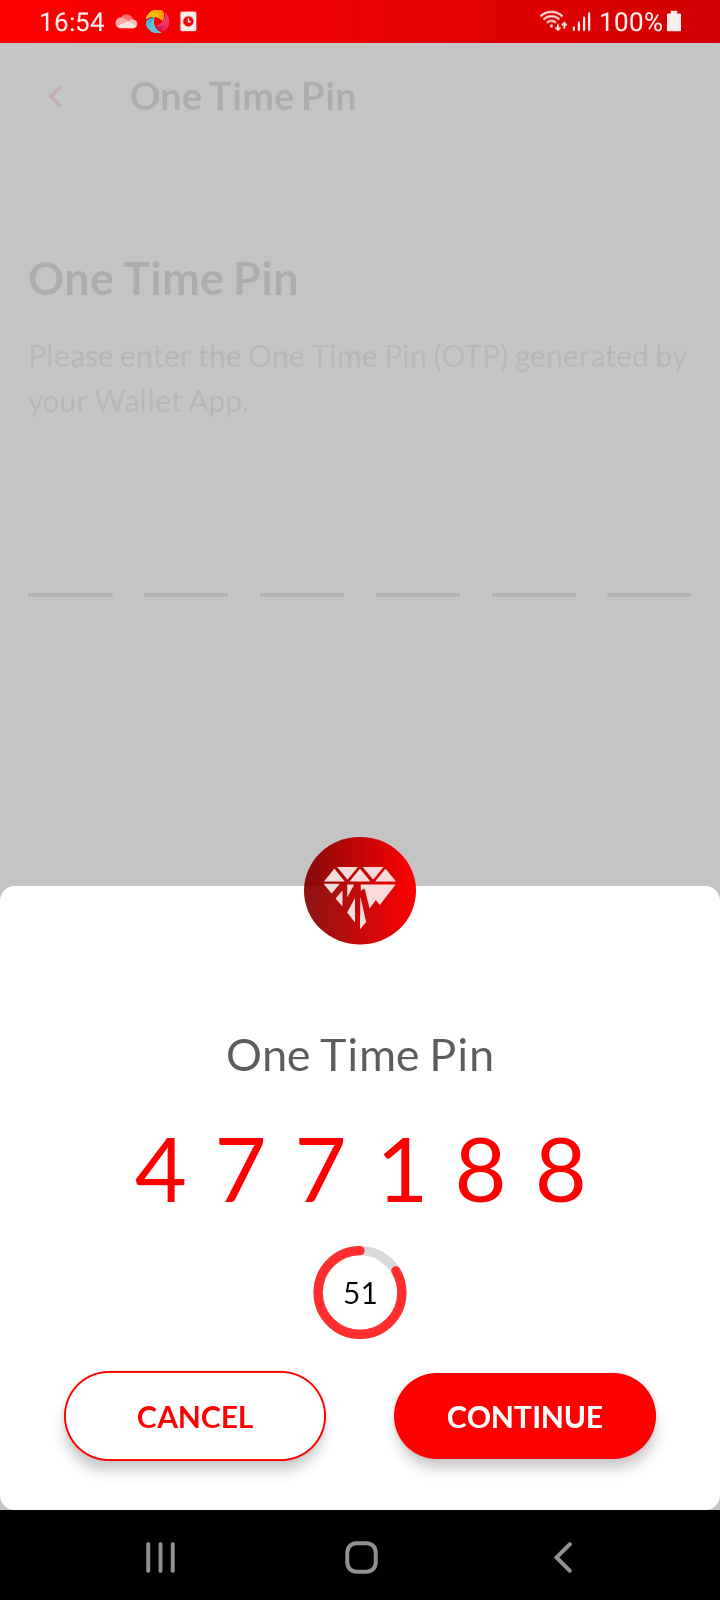 16:54
100%
One Time Pin
One Time Pin
Please enter the One Time Pin (OTP) generated by
your Wallet App.
One Time Pin
4 7 7 1 8 8
51
CANCEL CONTINUE